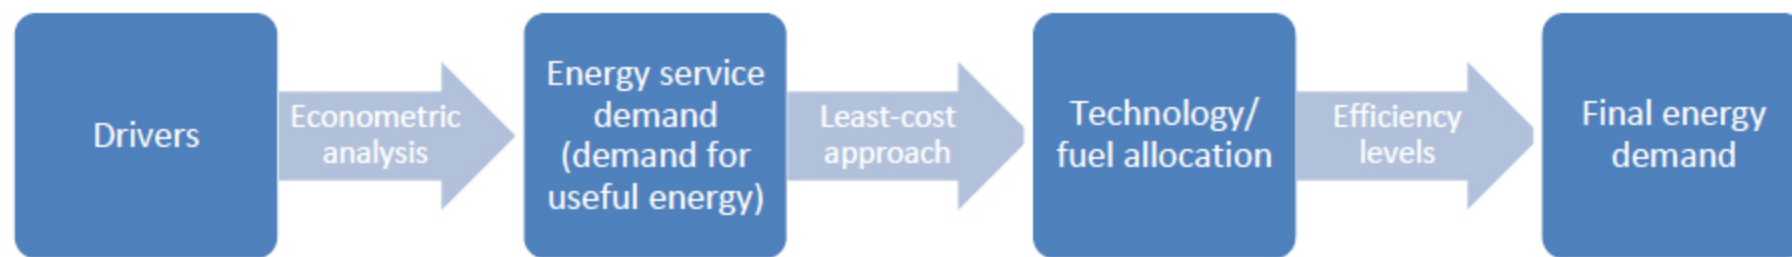 Drivers
Econometric
analysis
Energy service
demand
(demand for
useful energy)
Least-cost
approach
Technology/
fuel allocation
Efficiency
levels
Final energy
demand